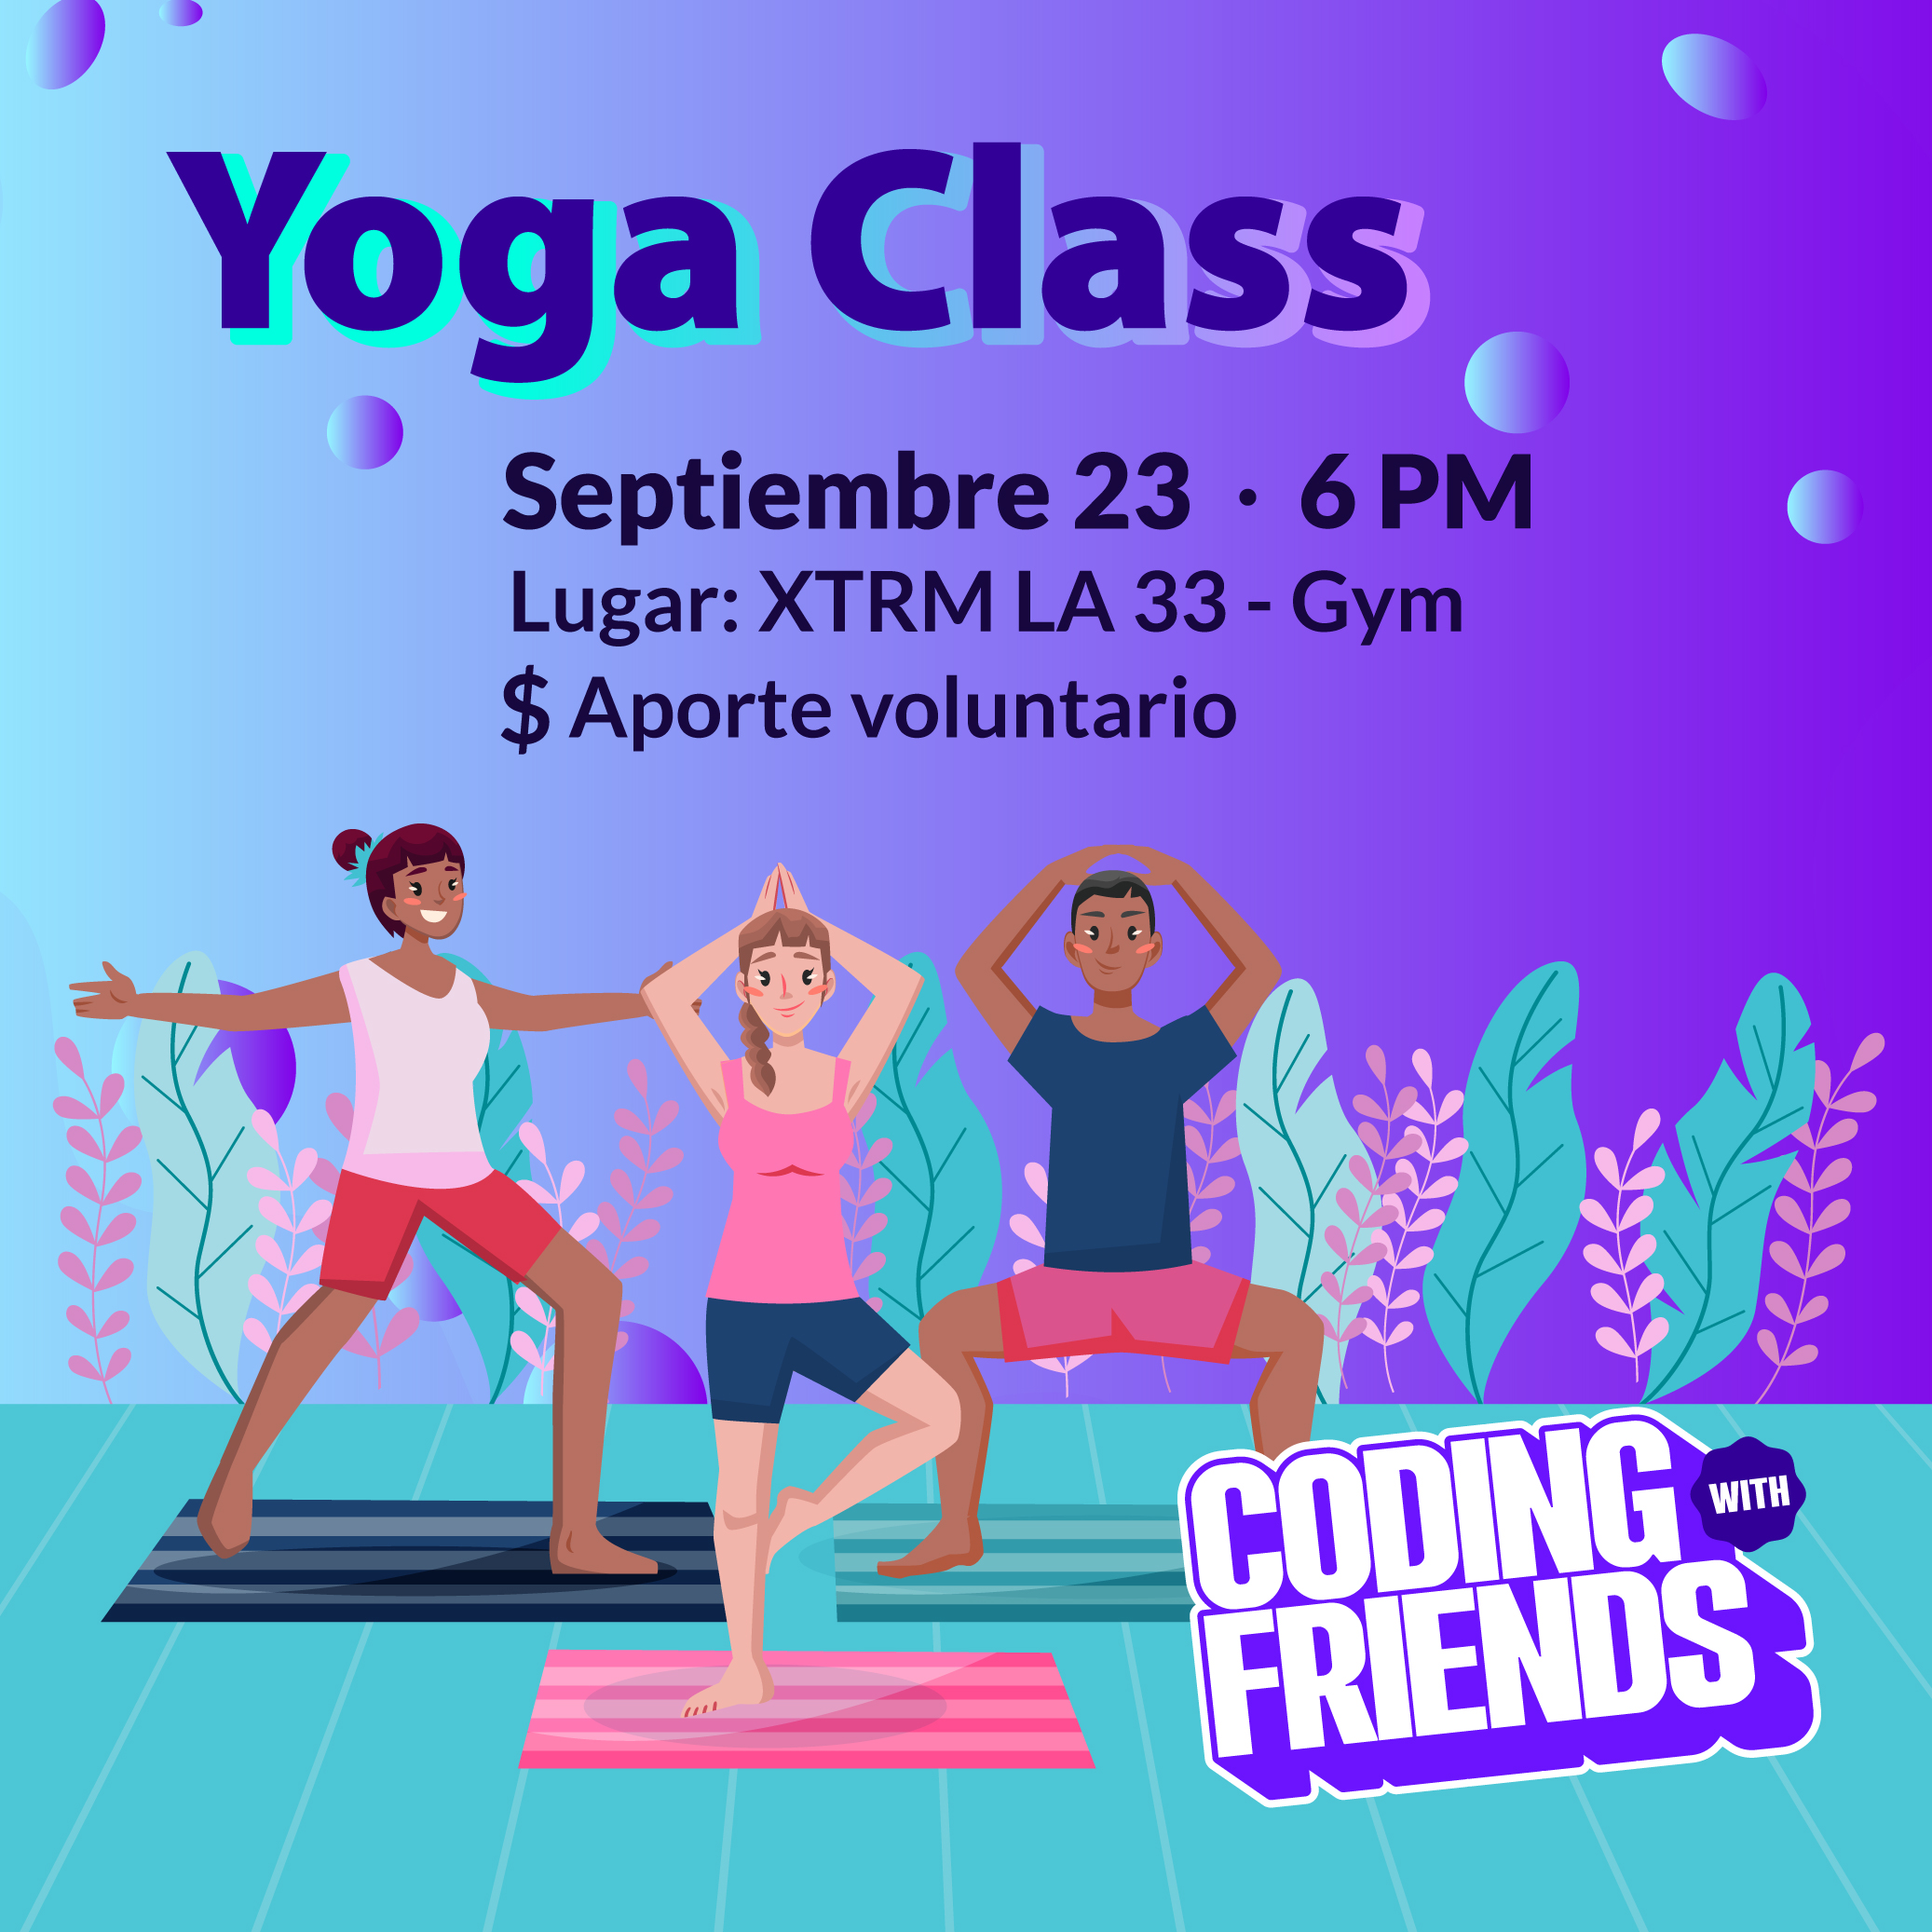 Yoga Class
Septiembre 23 · 6 PM
Lugar: XTRM LA 33 - Gym
$ Aporte voluntario
CODING WITH
FRIENDS